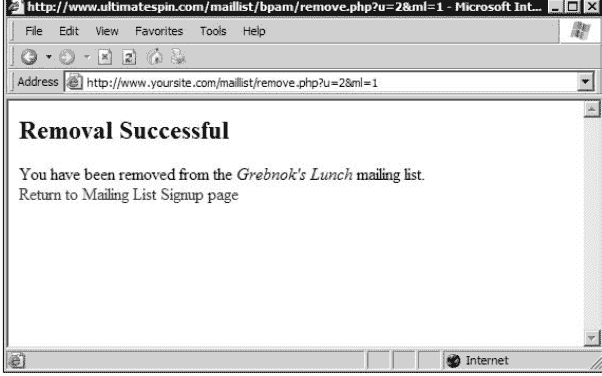 http://www.ultimatespin.com/maillist/bpam/remove.php?u=2&ml=1 - Microsoft Int...
File Edit View Favorites Tools Help
Address http://www.yoursite.com/maillist/remove.php?u=2&ml=1
Removal Successful
You have been removed from the Grebnok's Lunch mailing list.
Return to Mailing List Signup page
Internet